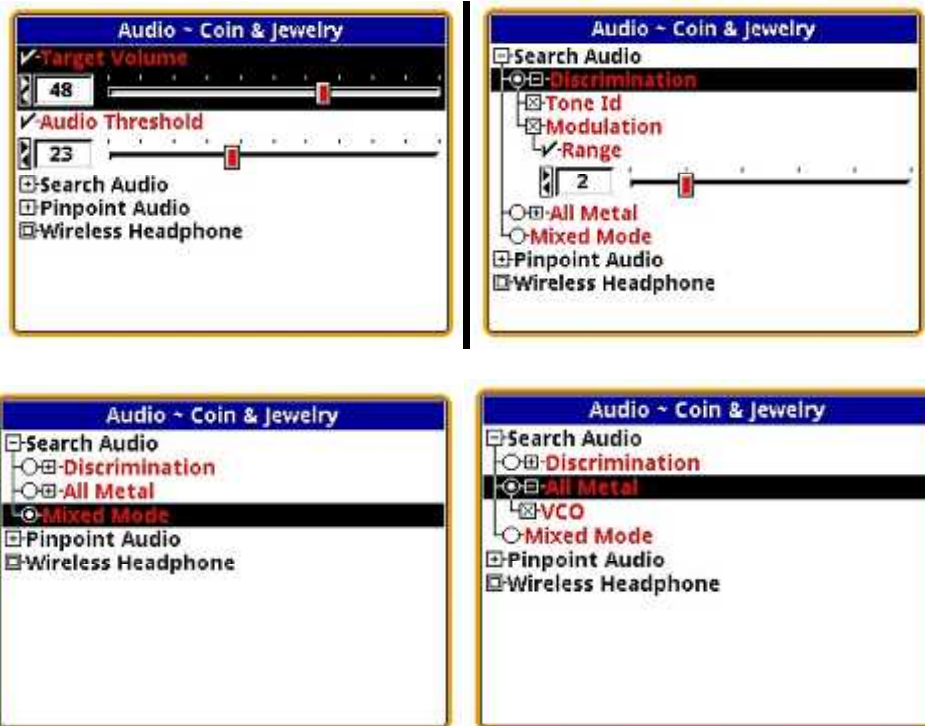 Audio ~ Coin & Jewelry
Target Volume
48
Audio Threshold
23
Search Audio
Pinpoint Audio
Wireless Headphone
Audio ~ Coin & Jewelry
Search Audio
Discrimination
Tone Id
Modulation
Range
2
All Metal
Mixed Mode
Pinpoint Audio
Wireless Headphone
Audio ~ Coin & Jewelry
Search Audio
Discrimination
All Metal
Mixed Mode
Pinpoint Audio
Wireless Headphone
Audio ~ Coin & Jewelry
Search Audio
Discrimination
All Metal
VCO
Mixed Mode
Pinpoint Audio
Wireless Headphone